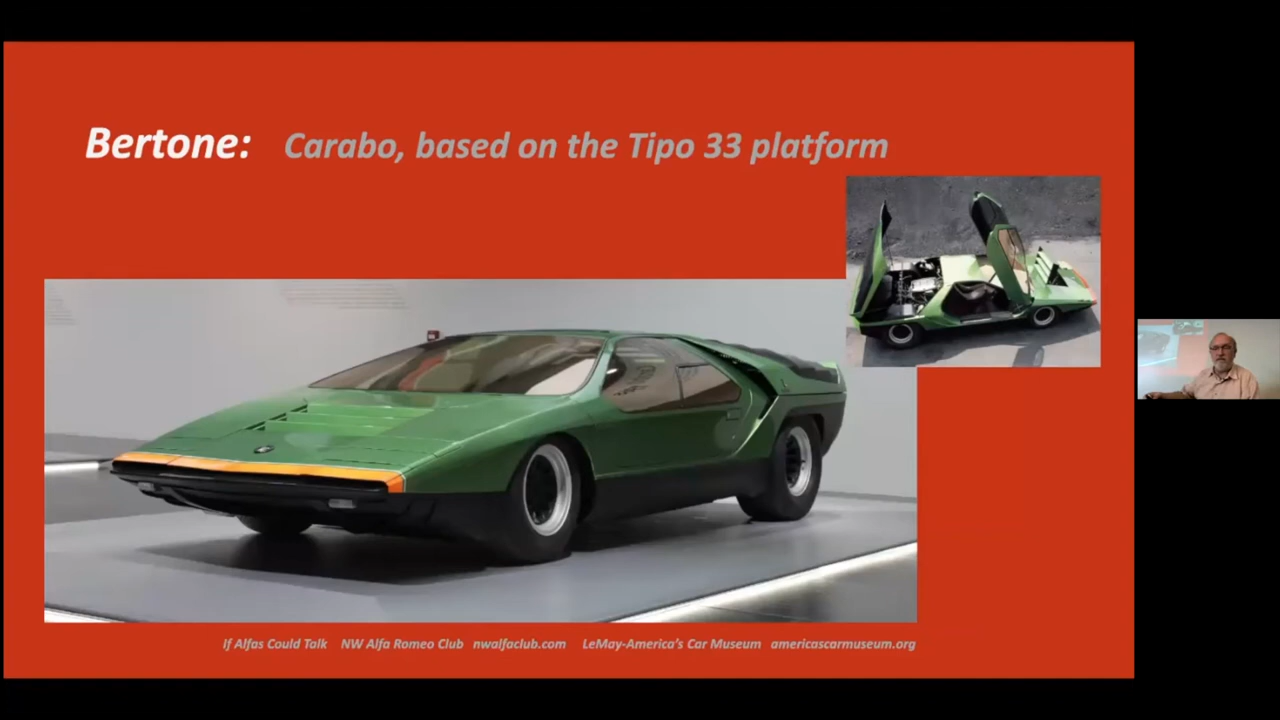 Bertone: Carabo, based on the Tipo 33 platform
If Alfas Could Talk NW Alfa Romeo Club nwalfaclub.com LeMay-America's Car Museum americascarmuseum.org